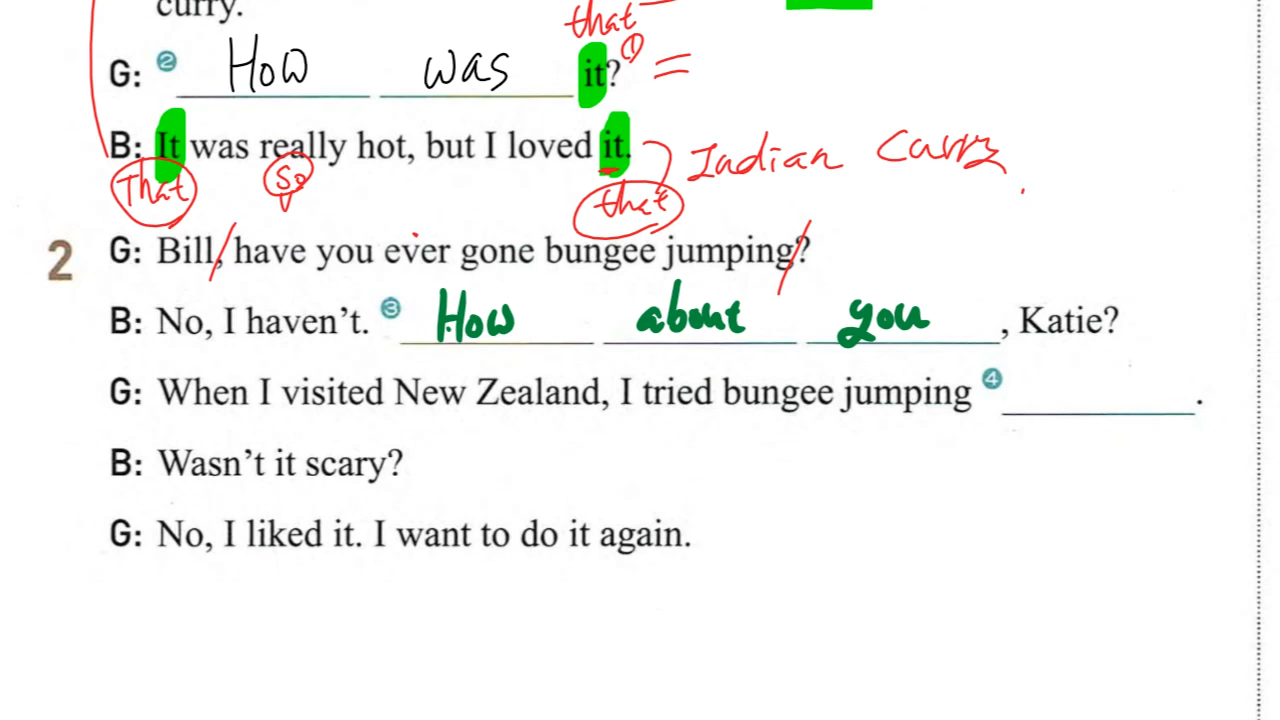 curry.
that
G: ② How was it? ① =
B: It was really hot, but I loved it. Indian Curry
That so that
2 G: Bill, have you ever gone bungee jumping?
B: No, I haven't. ③ How about you, Katie?
G: When I visited New Zealand, I tried bungee jumping ④ .
B: Wasn't it scary?
G: No, I liked it. I want to do it again.